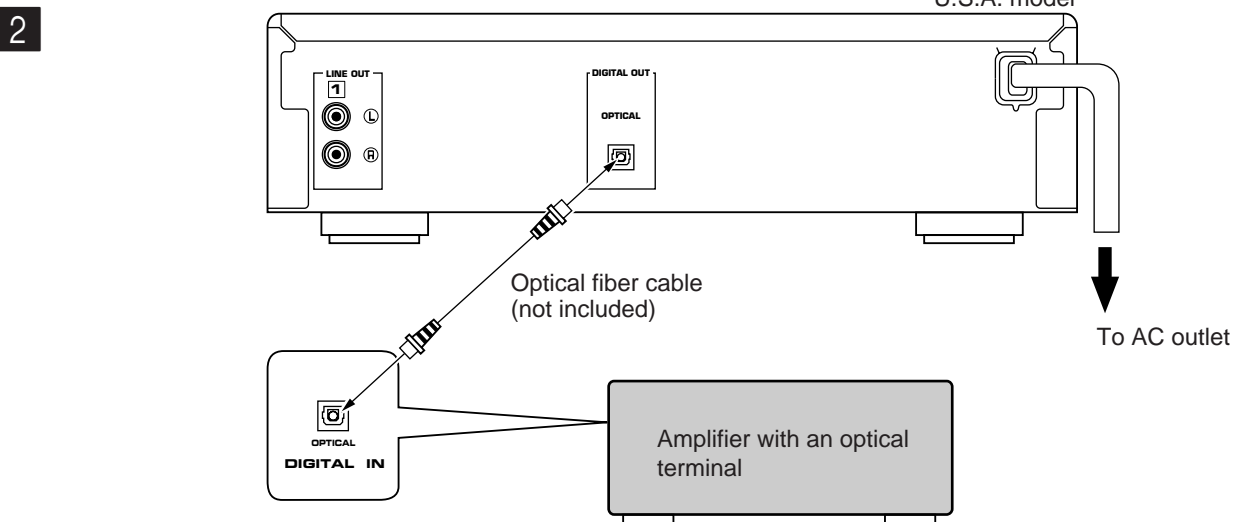 U.S.A. model
2
LINE OUT
1
L
R
DIGITAL OUT
OPTICAL
Optical fiber cable
(not included)
To AC outlet
OPTICAL
DIGITAL IN
Amplifier with an optical
terminal